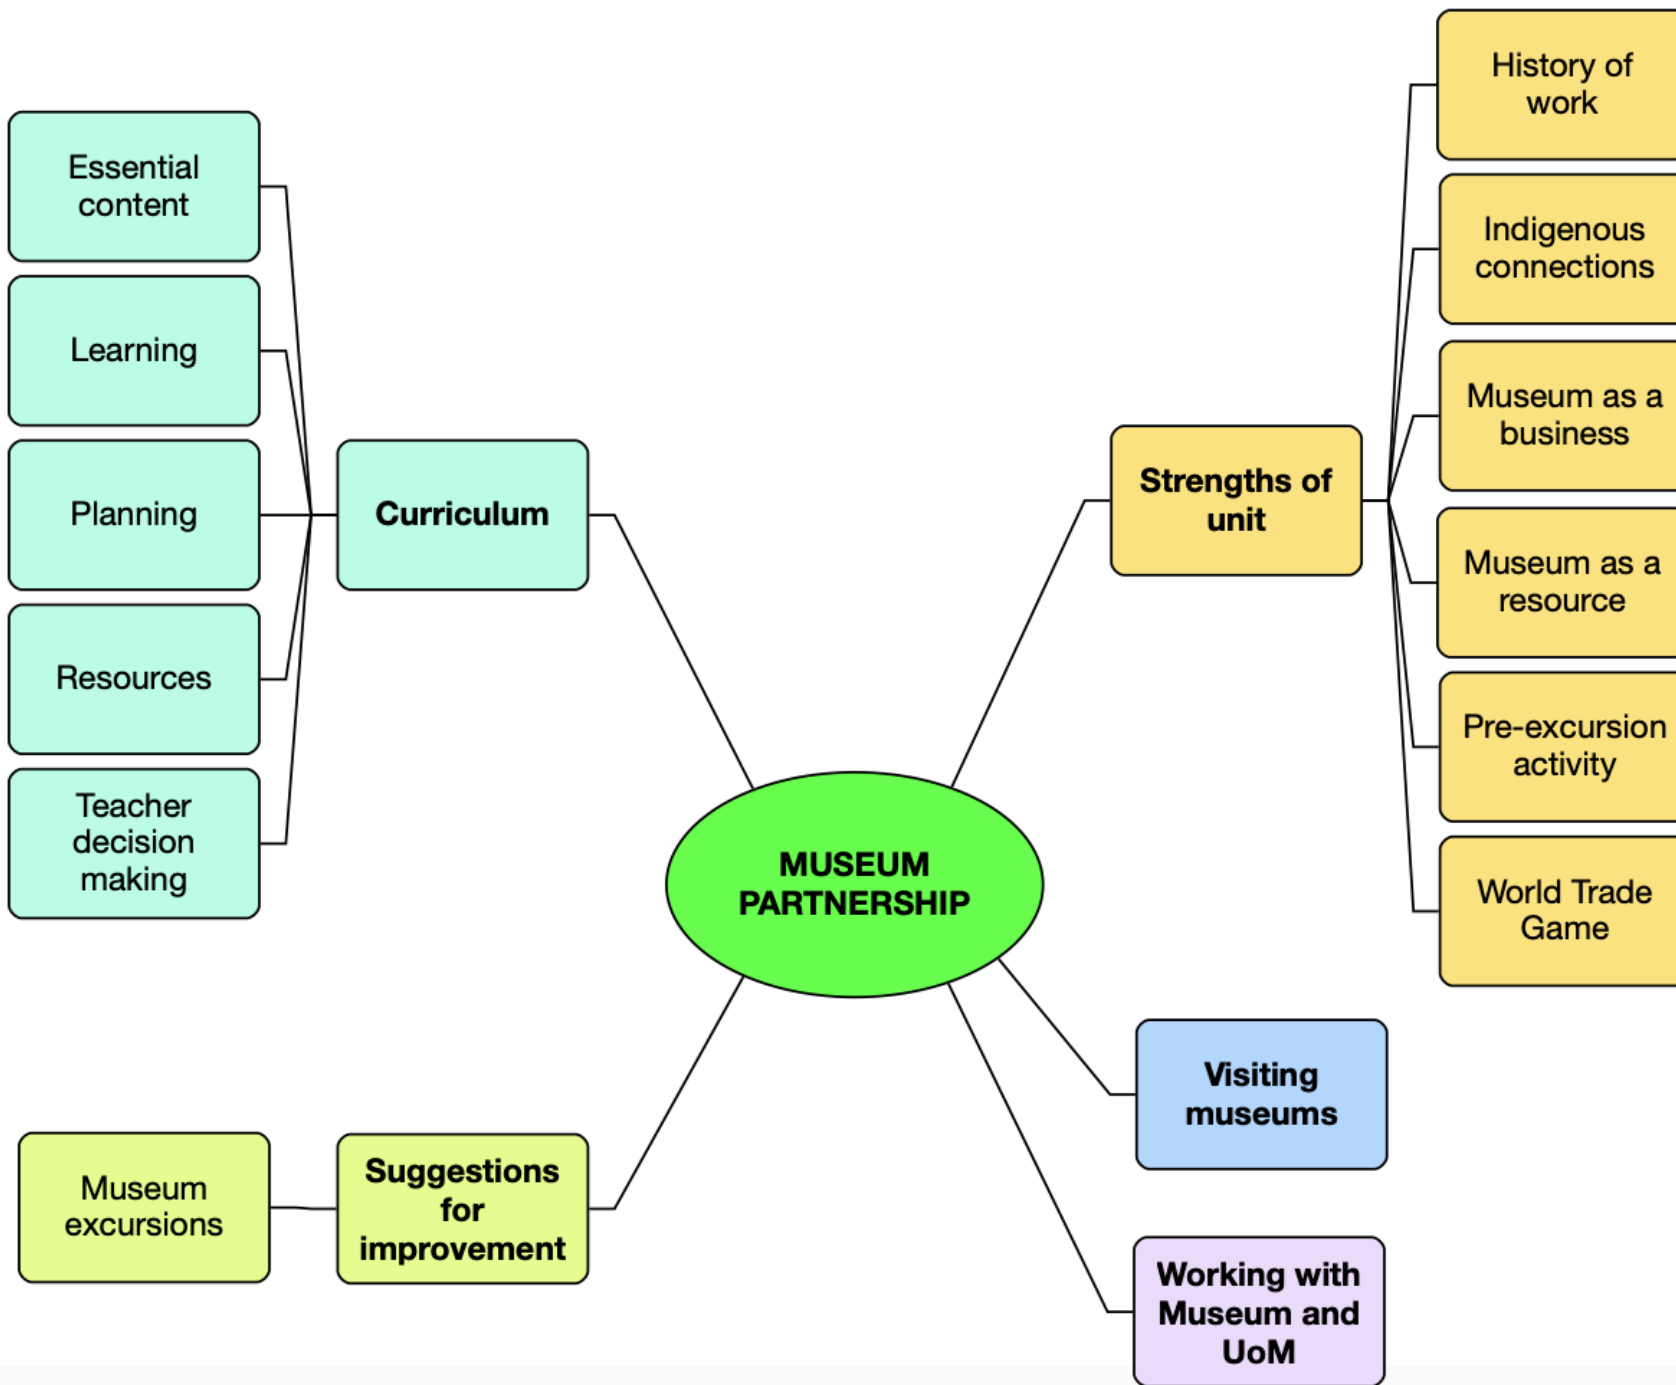 Essential
content
Learning
Planning
Resources
Teacher
decision
making
Curriculum
MUSEUM
PARTNERSHIP
Strengths of
unit
History of
work
Indigenous
connections
Museum as a
business
Museum as a
resource
Pre-excursion
activity
World Trade
Game
Visiting
museums
Working with
Museum and
UoM
Suggestions
for
improvement
Museum
excursions